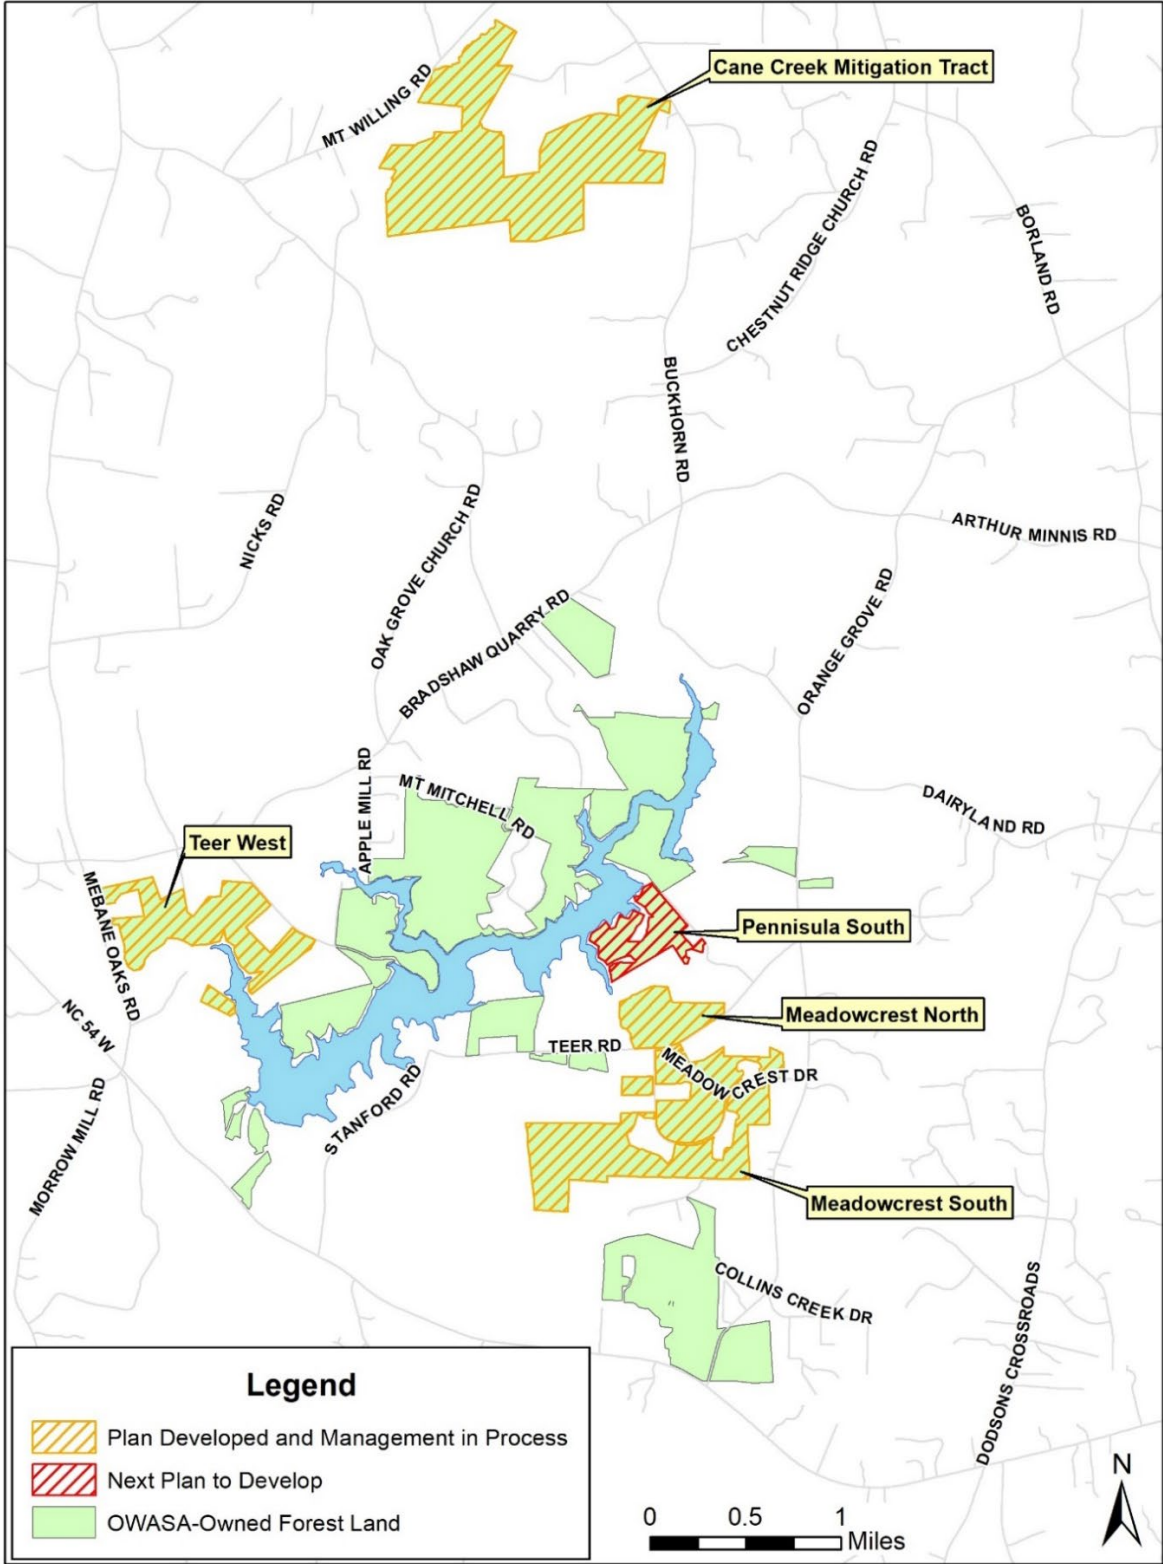 Cane Creek Mitigation Tract
MT WILLING RD
CHESTNUT RIDGE CHURCH RD
BORLAND RD
BUCKHORN RD
NICKS RD
OAK GROVE CHURCH RD
ARTHUR MINNIS RD
BRADSHAW QUARRY RD
ORANGE GROVE RD
APPLE MILL RD
MT MITCHELL RD
DAIRYLAND RD
Teer West
MEBANE OAKS RD
Pennisula South
NC 54 W
Meadowcrest North
TEER RD
MEADOW CREST DR
STANFORD RD
MORROW MILL RD
Meadowcrest South
COLLINS CREEK DR
DODSONS CROSSROADS
Legend
Plan Developed and Management in Process
Next Plan to Develop
OWASA-Owned Forest Land
0 0.5 1
Miles
N